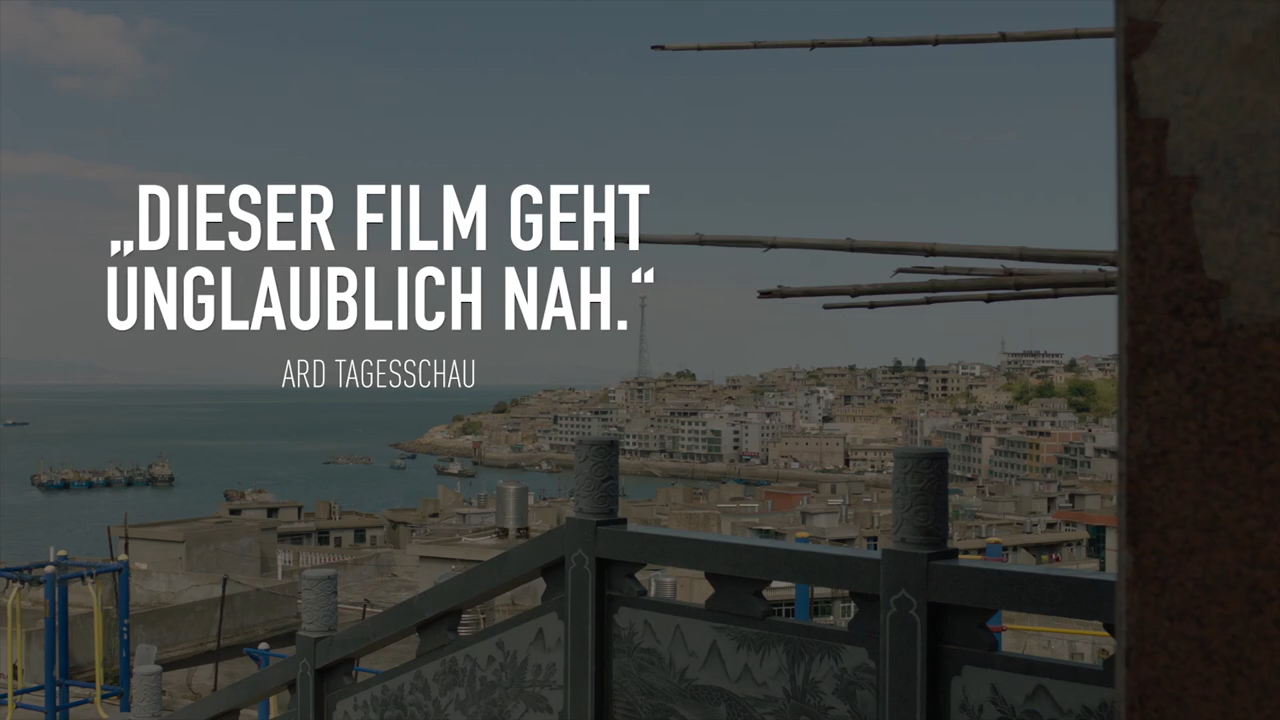 „DIESER FILM GEHT
UNGLAUBLICH NAH.“
ARD TAGESSCHAU